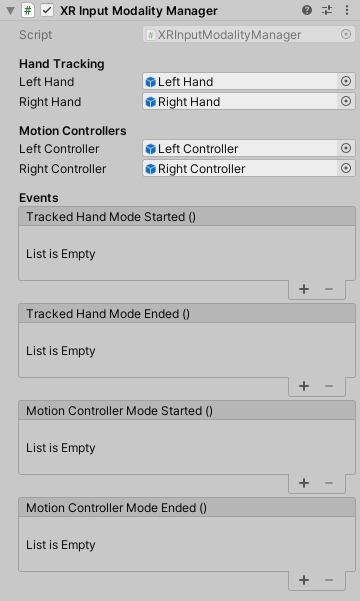 XR Input Modality Manager
Script XRInputModalityManager
Hand Tracking
Left Hand Left Hand
Right Hand Right Hand
Motion Controllers
Left Controller Left Controller
Right Controller Right Controller
Events
Tracked Hand Mode Started ()
List is Empty
Tracked Hand Mode Ended ()
List is Empty
Motion Controller Mode Started ()
List is Empty
Motion Controller Mode Ended ()
List is Empty